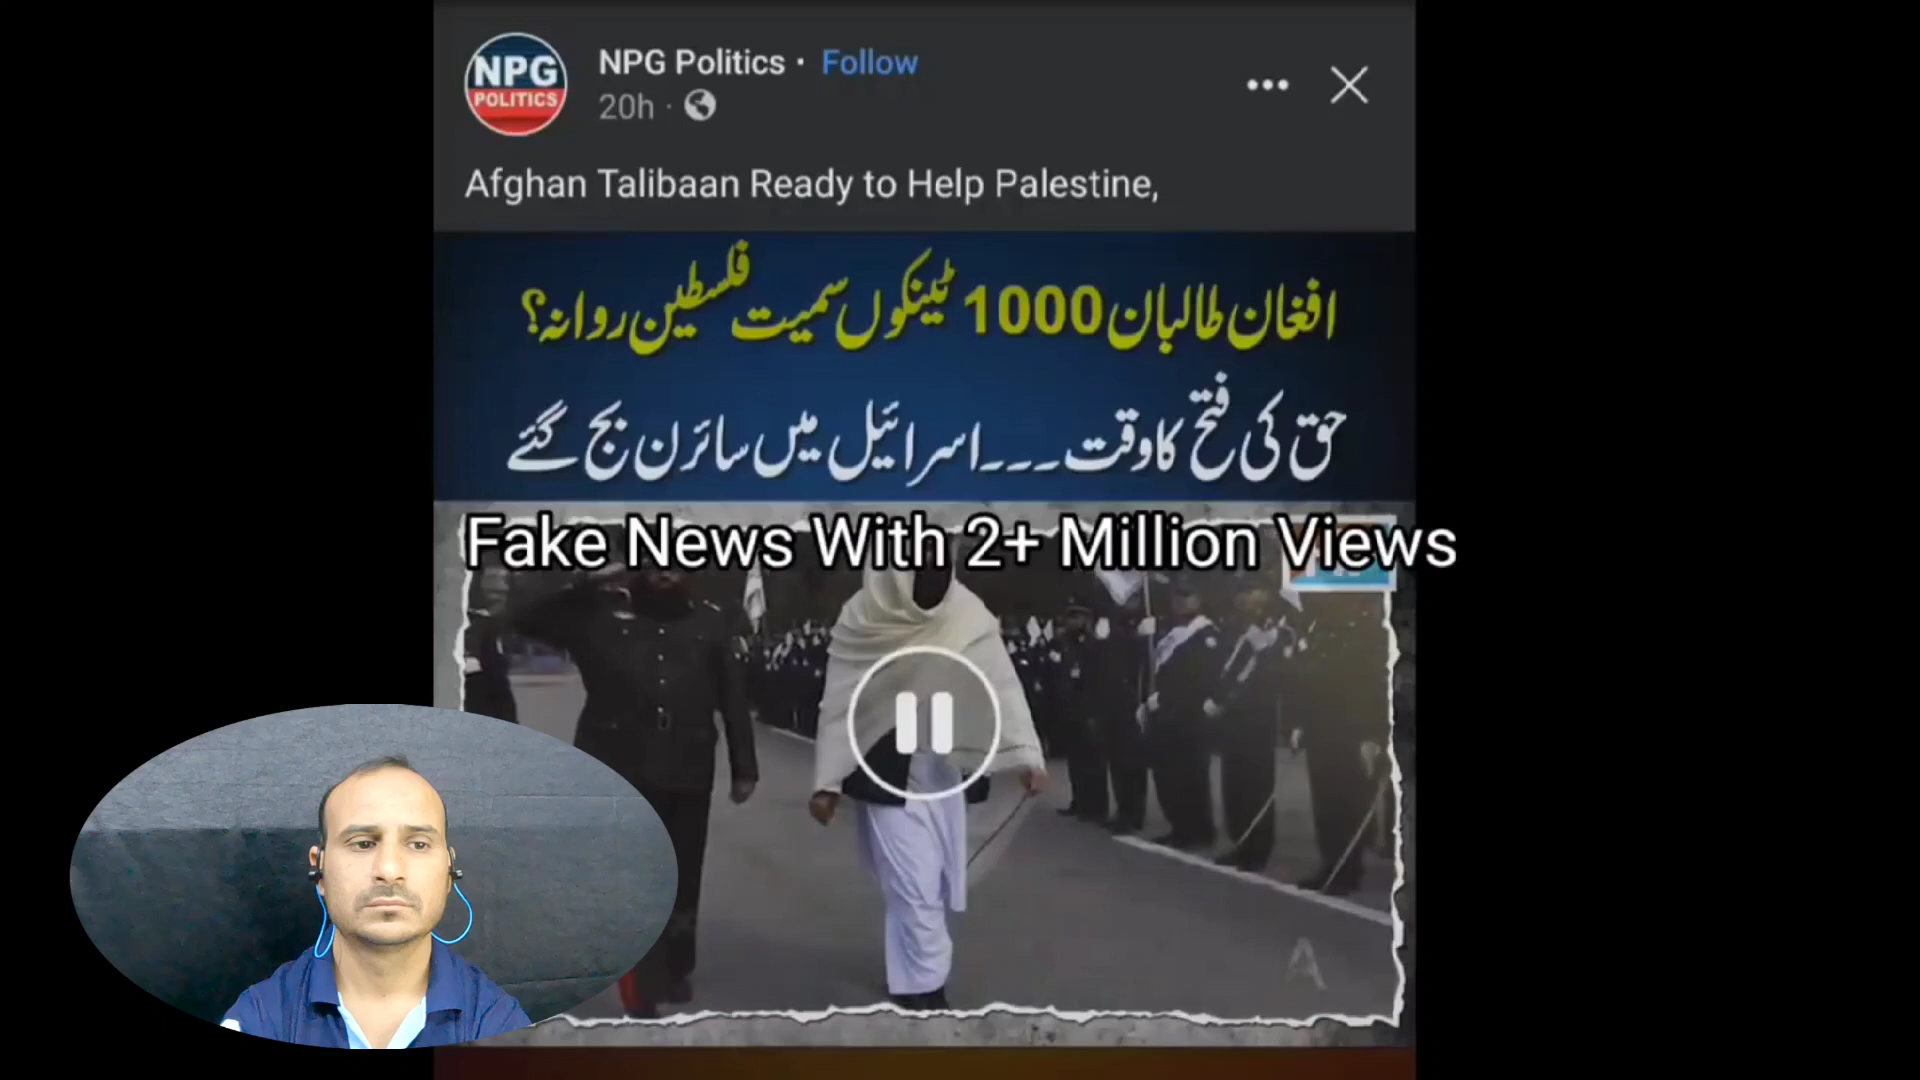 NPG
POLITICS
NPG Politics · Follow
20h ·
Afghan Talibaan Ready to Help Palestine,
افغان طالبان 1000 ٹینکوں سمیت فلسطین روانہ؟
حق کی فتح کا وقت۔۔۔اسرائیل میں سائرن بج گئے
Fake News With 2+ Million Views
A